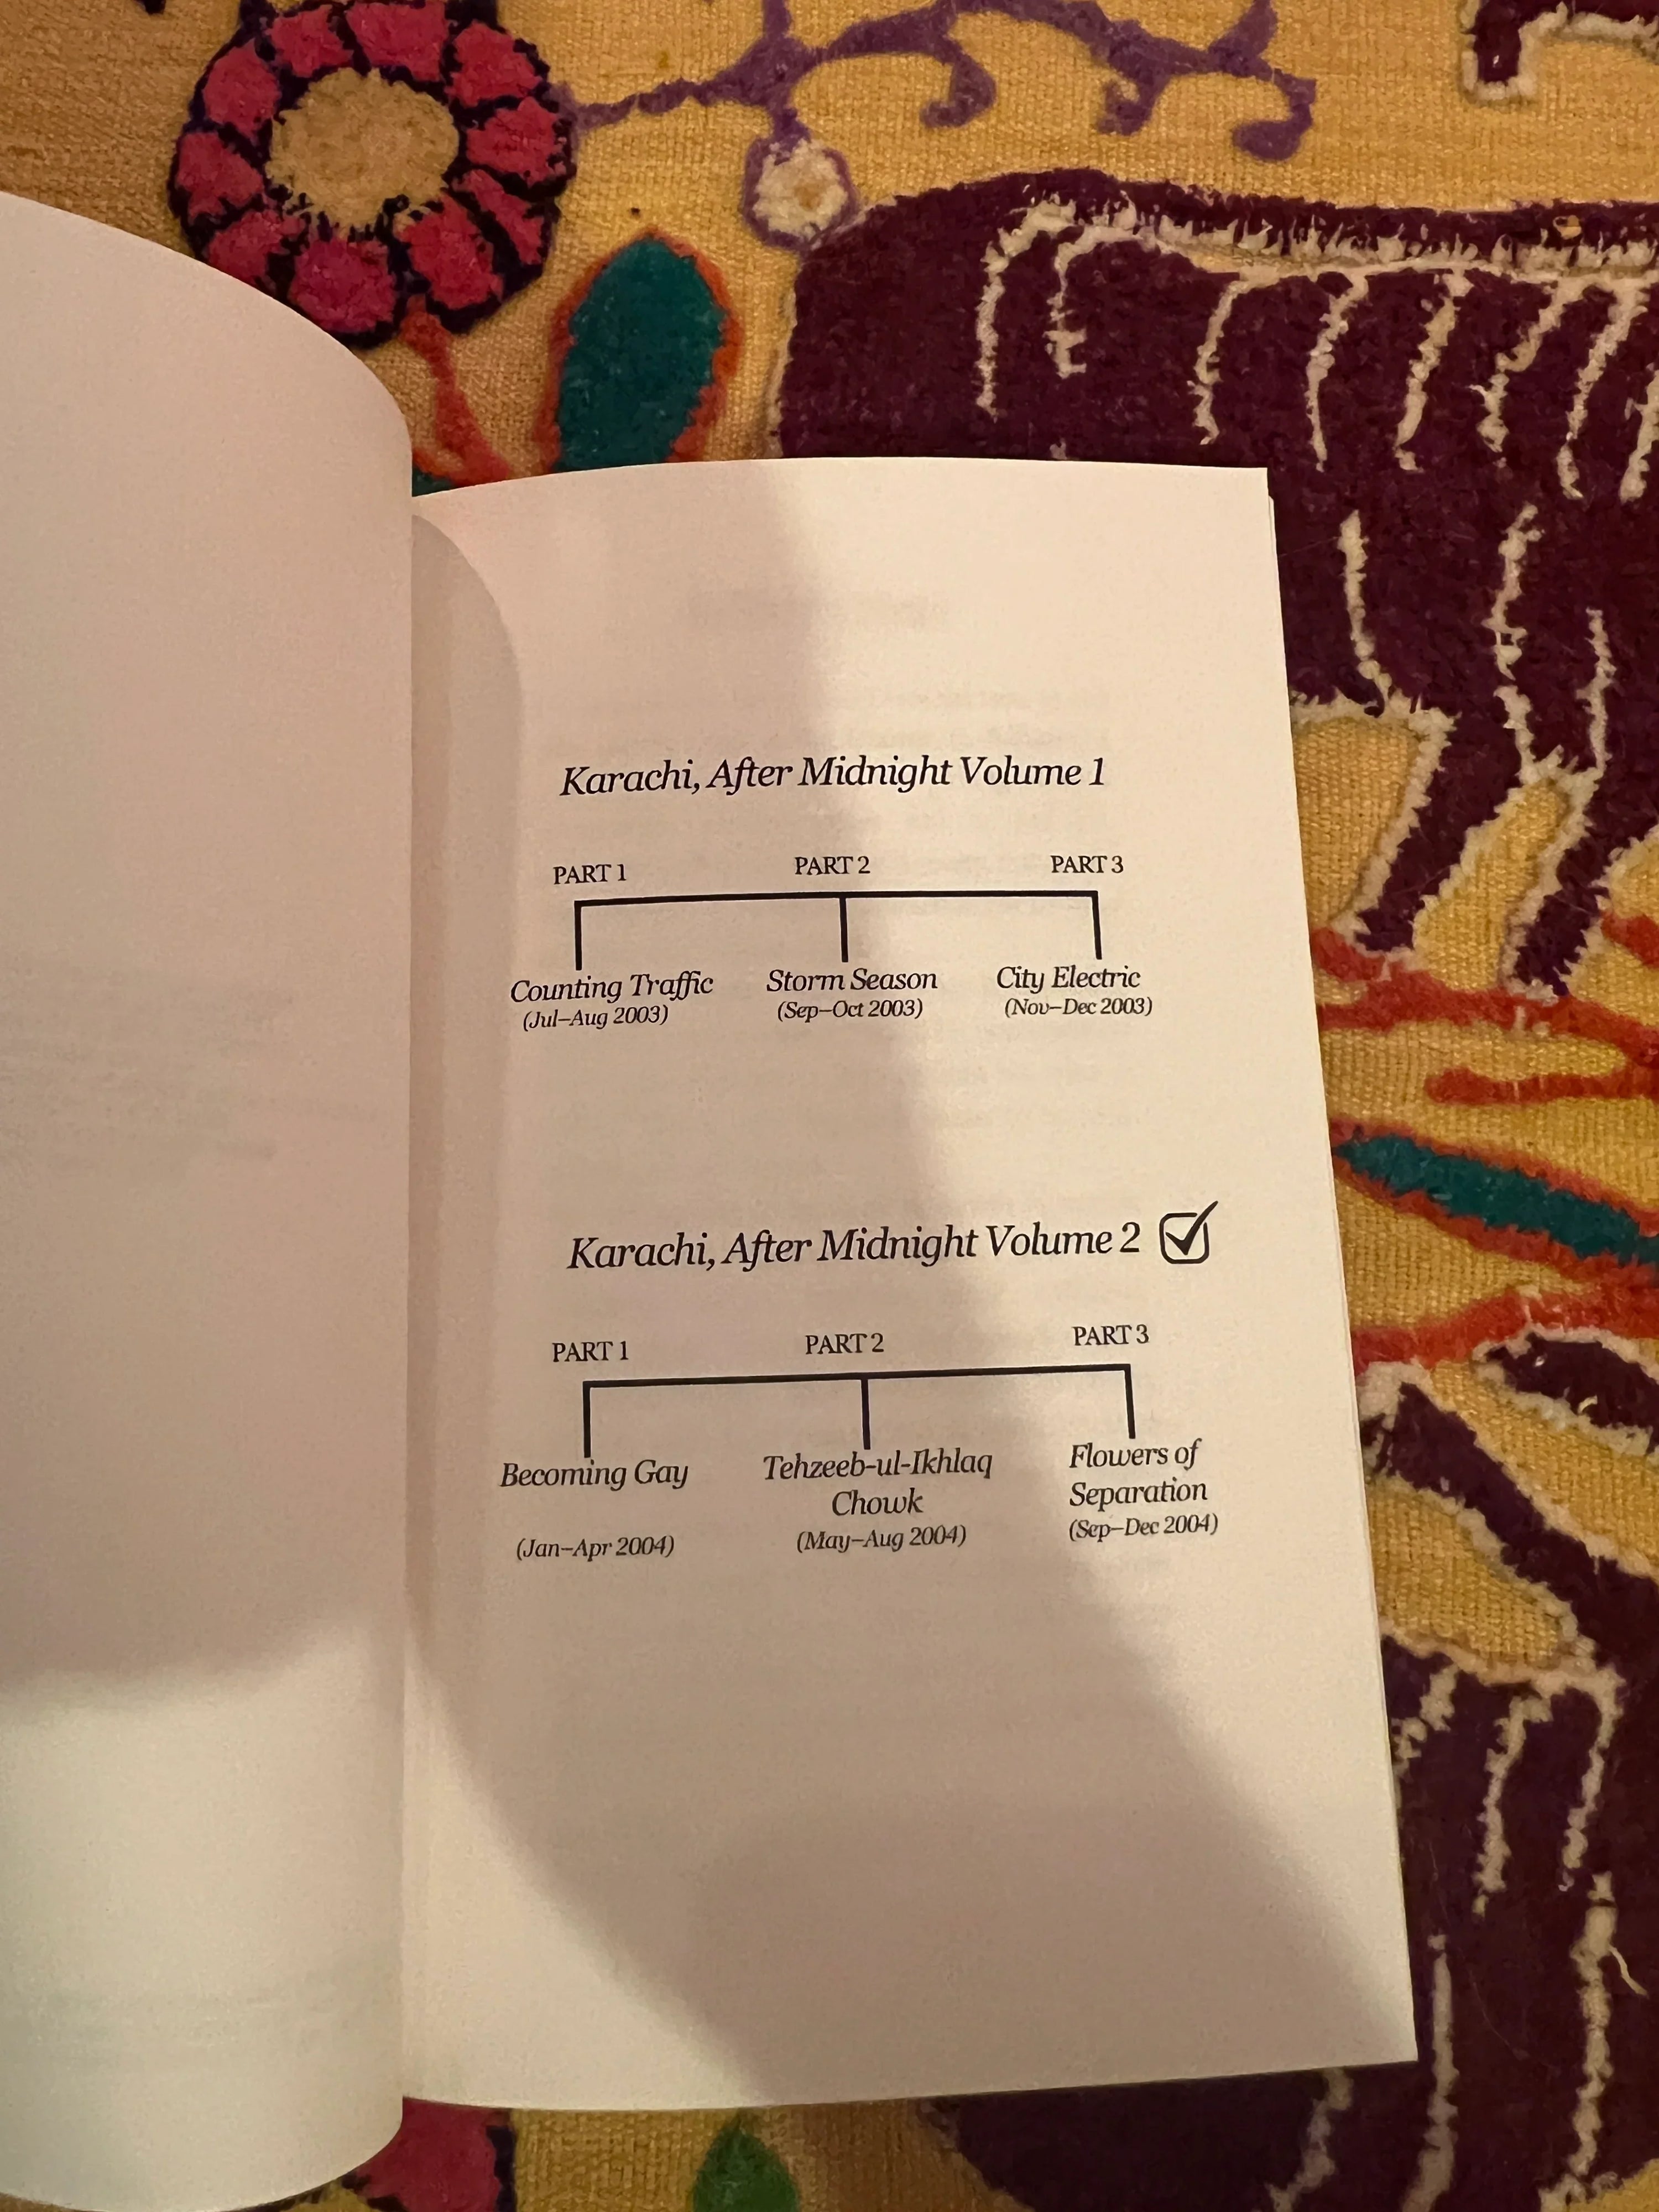 Karachi, After Midnight Volume 1
PART 1 PART 2 PART 3
Counting Traffic Storm Season City Electric
(Jul–Aug 2003) (Sep–Oct 2003) (Nov–Dec 2003)
Karachi, After Midnight Volume 2
PART 1 PART 2 PART 3
Becoming Gay Tehzeeb-ul-Ikhlaq Flowers of
Chowk Separation
(Jan–Apr 2004) (May–Aug 2004) (Sep–Dec 2004)